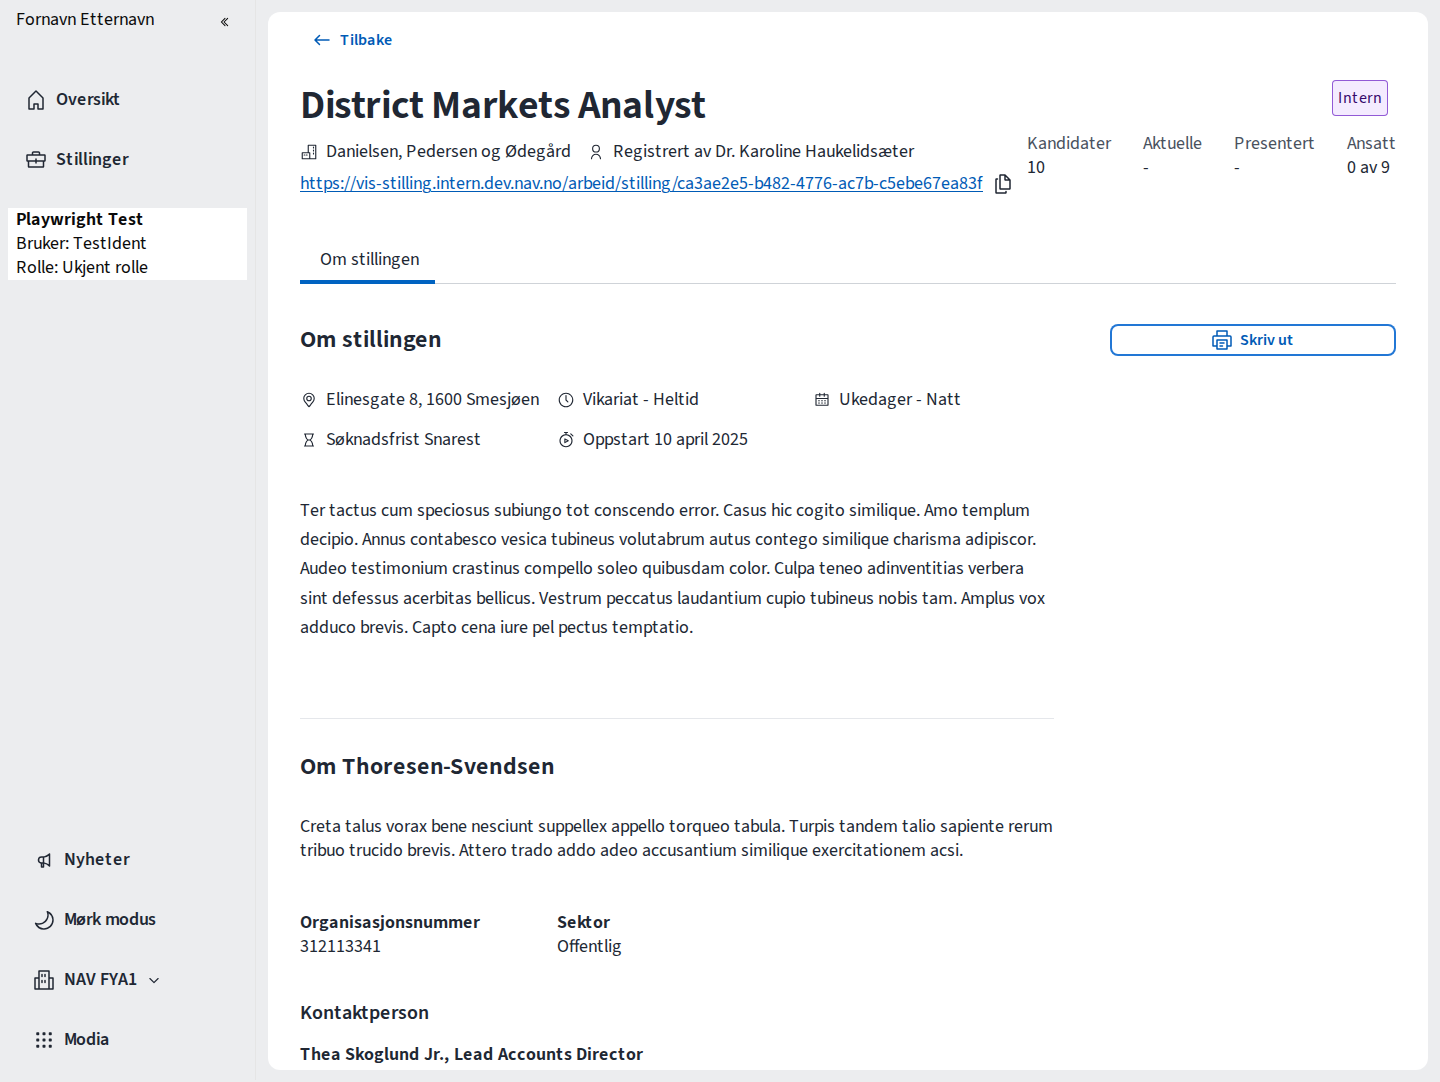 Fornavn Etternavn
Oversikt
Stillinger
Playwright Test
Bruker: TestIdent
Rolle: Ukjent rolle
Nyheter
Mørk modus
NAV FYA1
Modia
Tilbake
District Markets Analyst
Intern
Danielsen, Pedersen og Ødegård Registrert av Dr. Karoline Haukelidsæter
https://vis-stilling.intern.dev.nav.no/arbeid/stilling/ca3ae2e5-b482-4776-ac7b-c5ebe67ea83f
Kandidater Aktuelle Presentert Ansatt
10 - - 0 av 9
Om stillingen
Om stillingen
Skriv ut
Elinesgate 8, 1600 Smesjøen Vikariat - Heltid Ukedager - Natt
Søknadsfrist Snarest Oppstart 10 april 2025
Ter tactus cum speciosus subiungo tot conscendo error. Casus hic cogito similique. Amo templum
decipio. Annus contabesco vesica tubineus volutabrum autus contego similique charisma adipiscor.
Audeo testimonium crastinus compello soleo quibusdam color. Culpa teneo adinventitias verbera
sint defessus acerbitas bellicus. Vestrum peccatus laudantium cupio tubineus nobis tam. Amplus vox
adduco brevis. Capto cena iure pel pectus temptatio.
Om Thoresen-Svendsen
Creta talus vorax bene nesciunt suppellex appello torqueo tabula. Turpis tandem talio sapiente rerum
tribuo trucido brevis. Attero trado addo adeo accusantium similique exercitationem acsi.
Organisasjonsnummer Sektor
312113341 Offentlig
Kontaktperson
Thea Skoglund Jr., Lead Accounts Director